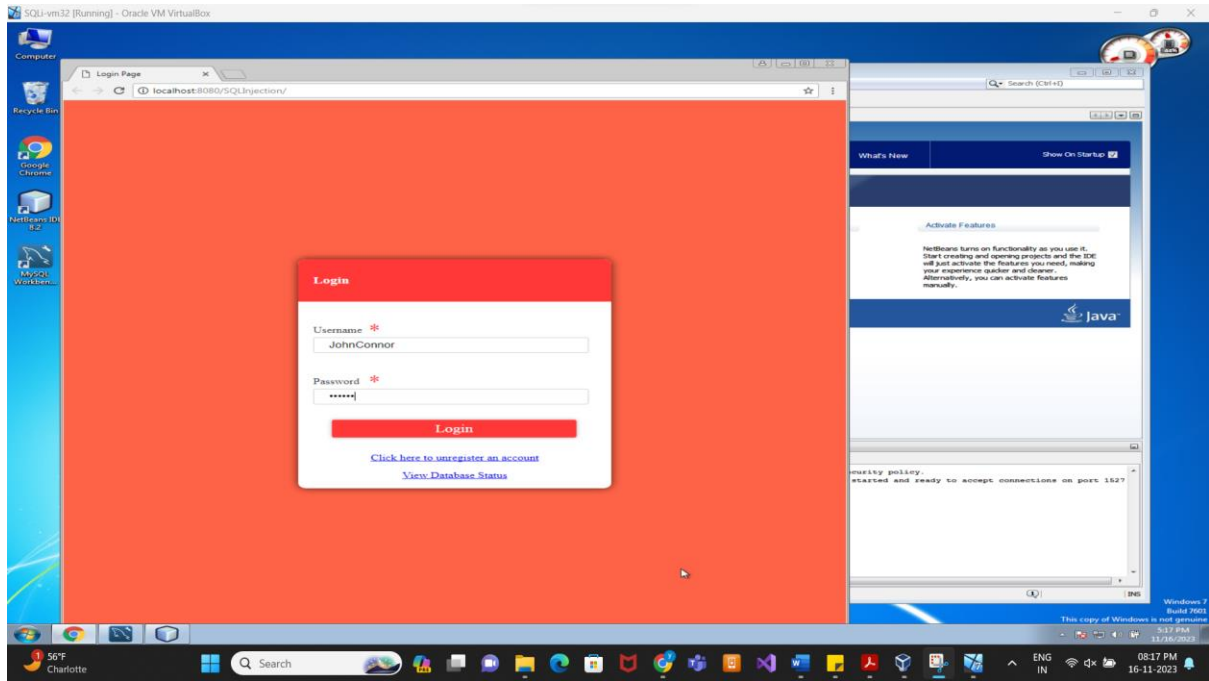 SQLi-vm32 [Running] - Oracle VM VirtualBox
Computer
Recycle Bin
Google
Chrome
NetBeans IDE
8.2
MySQL
Workben...
Login Page
localhost:8080/SQLInjection/
Login
Username *
JohnConnor
Password *
••••••
Login
Click here to unregister an account
View Database Status
Search (Ctrl+I)
What's New
Show On Startup
Activate Features
NetBeans turns on functionality as you use it.
Start creating and opening projects and the IDE
will just activate the features you need, making
your experience quicker and cleaner.
Alternatively, you can activate features
manually.
Java
curity policy.
started and ready to accept connections on port 1527
INS
Windows 7
Build 7601
This copy of Windows is not genuine
5:17 PM
11/16/2023
1
56°F
Charlotte
Search
ENG
IN
08:17 PM
16-11-2023